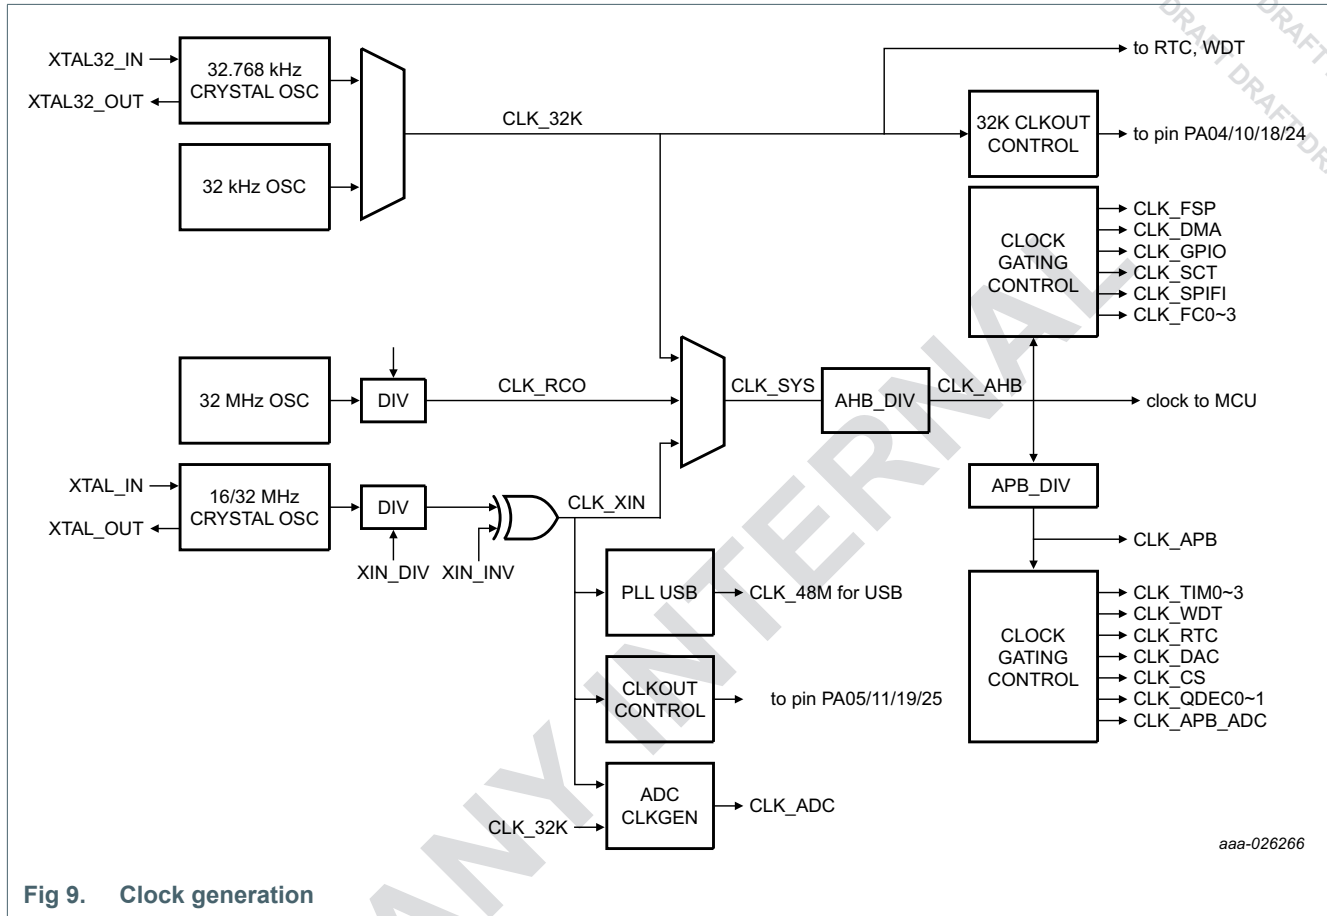 XTAL32_IN
XTAL32_OUT
32.768 kHz
CRYSTAL OSC
32 kHz OSC
CLK_32K
to RTC, WDT
32K CLKOUT
CONTROL
to pin PA04/10/18/24
CLOCK
GATING
CONTROL
CLK_FSP
CLK_DMA
CLK_GPIO
CLK_SCT
CLK_SPIFI
CLK_FC0~3
32 MHz OSC
DIV
CLK_RCO
CLK_SYS
AHB_DIV
CLK_AHB
clock to MCU
XTAL_IN
XTAL_OUT
16/32 MHz
CRYSTAL OSC
DIV
XIN_DIV
XIN_INV
CLK_XIN
APB_DIV
CLK_APB
PLL USB
CLK_48M for USB
CLKOUT
CONTROL
to pin PA05/11/19/25
ADC
CLKGEN
CLK_32K
CLK_ADC
CLOCK
GATING
CONTROL
CLK_TIM0~3
CLK_WDT
CLK_RTC
CLK_DAC
CLK_CS
CLK_QDEC0~1
CLK_APB_ADC
aaa-026266
Fig 9. Clock generation
ANY INTERNAL
DRAFT DRAFT DRAFT
DRAFT